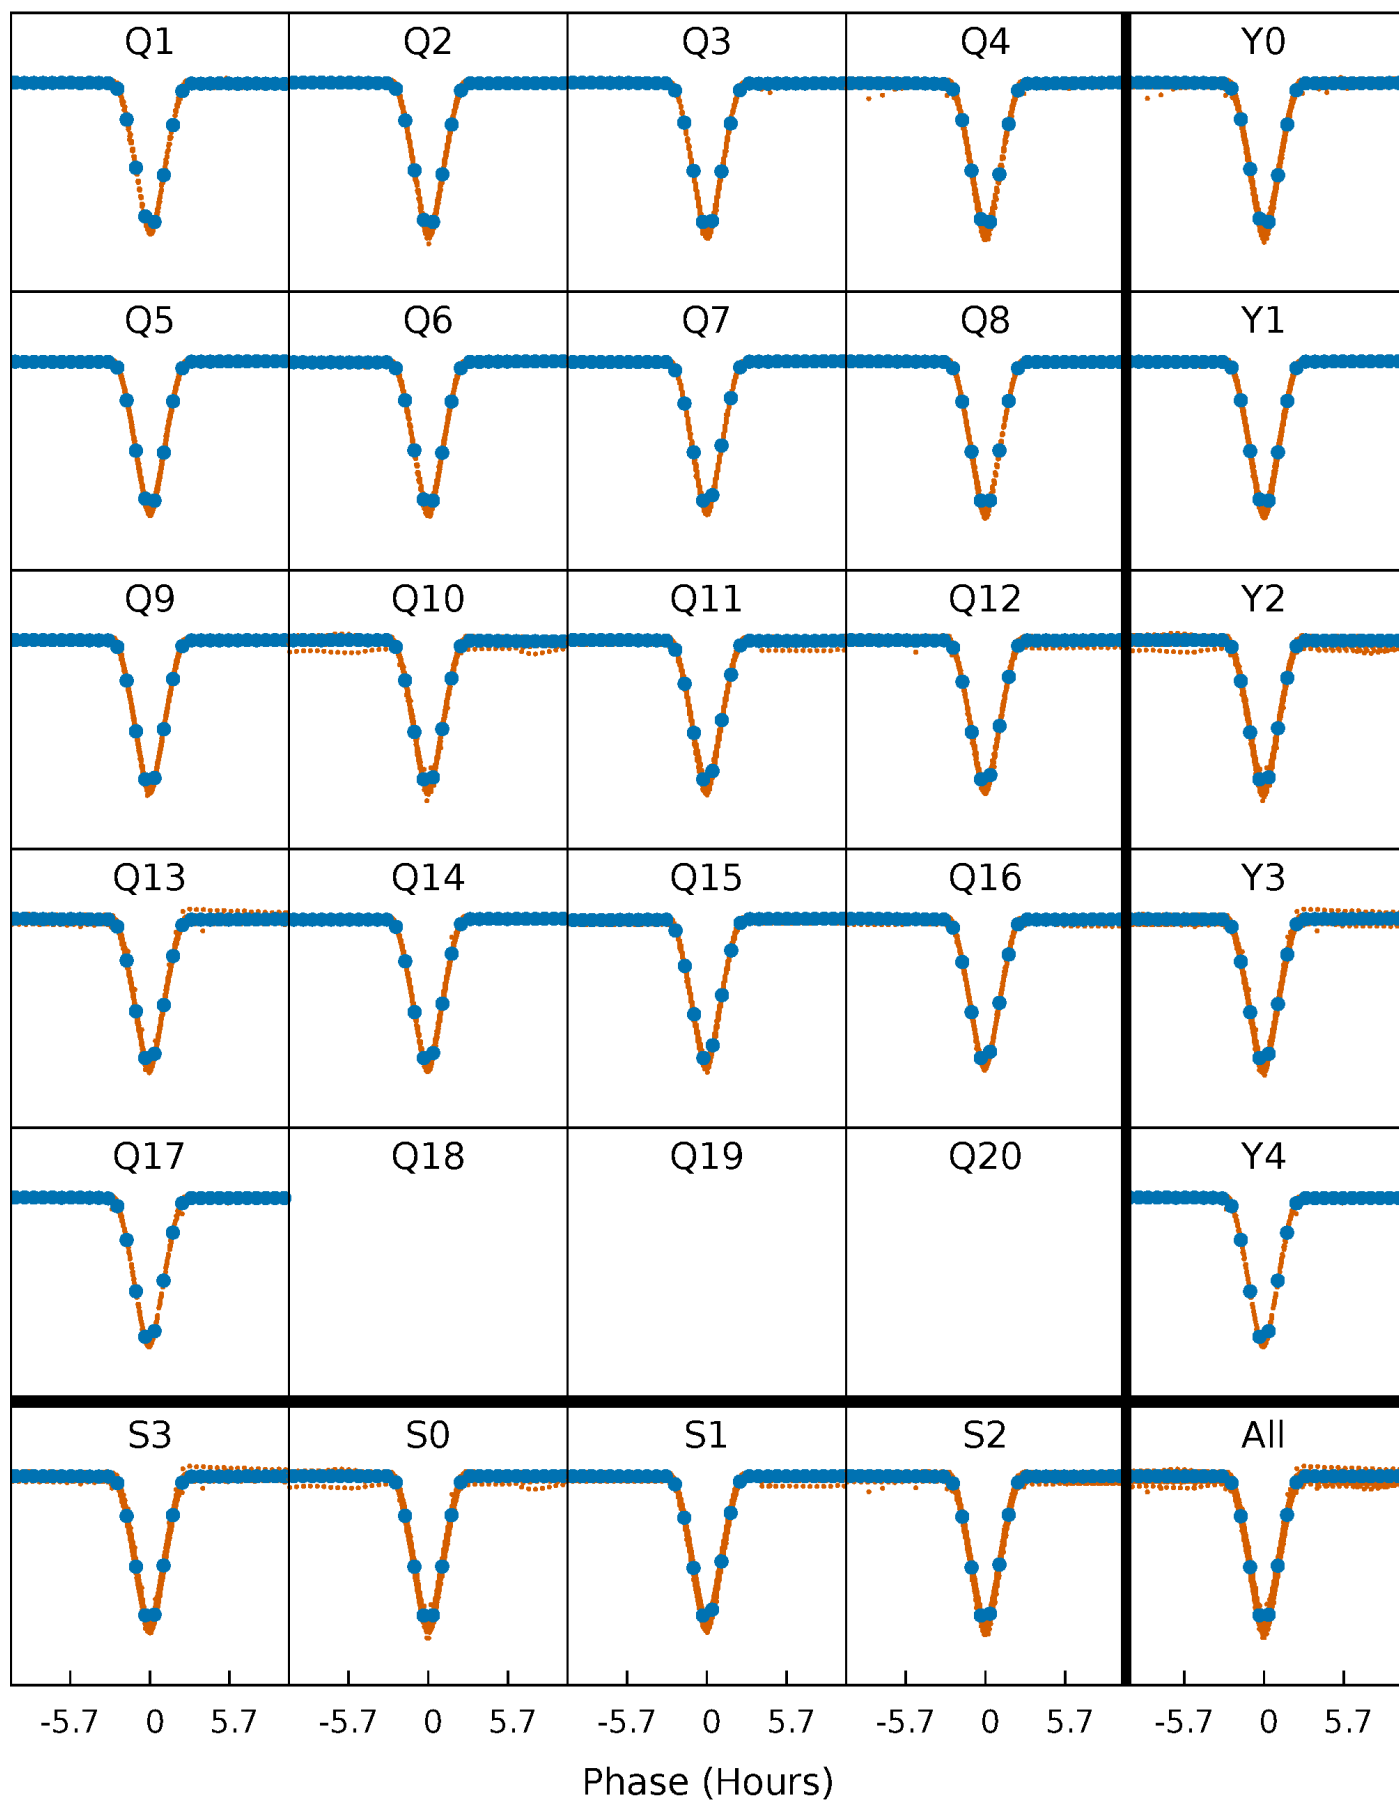 Q1 Q2 Q3 Q4 Y0
Q5 Q6 Q7 Q8 Y1
Q9 Q10 Q11 Q12 Y2
Q13 Q14 Q15 Q16 Y3
Q17 Q18 Q19 Q20 Y4
S3 S0 S1 S2 All
-5.7 0 5.7 -5.7 0 5.7 -5.7 0 5.7 -5.7 0 5.7 -5.7 0 5.7
Phase (Hours)